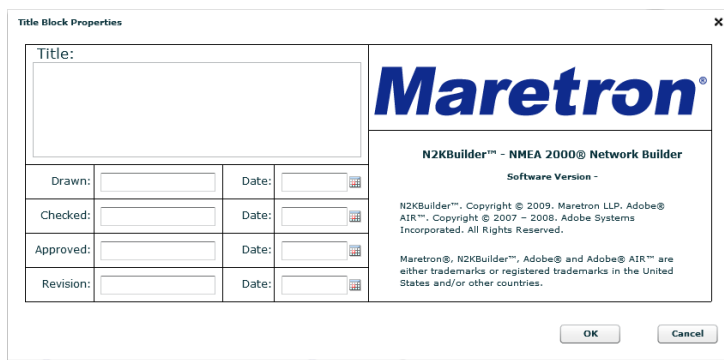 Title Block Properties
Title:
Maretron®
N2KBuilder™ - NMEA 2000® Network Builder
Software Version -
Drawn:
Date:
Checked:
Date:
Approved:
Date:
Revision:
Date:
N2KBuilder™. Copyright © 2009. Maretron LLP. Adobe®
AIR™. Copyright © 2007 – 2008. Adobe Systems
Incorporated. All Rights Reserved.
Maretron®, N2KBuilder™, Adobe® and Adobe® AIR™ are
either trademarks or registered trademarks in the United
States and/or other countries.
OK
Cancel